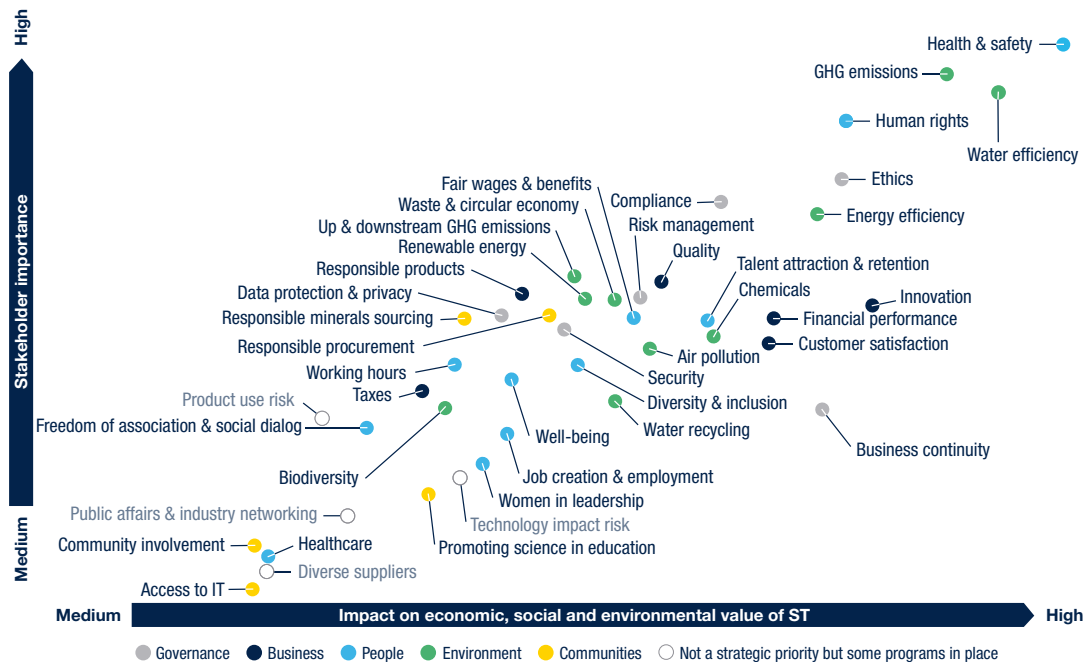 High
Health & safety
GHG emissions
Human rights
Water efficiency
Fair wages & benefits
Ethics
Compliance
Waste & circular economy
Energy efficiency
Up & downstream GHG emissions
Risk management
Renewable energy
Quality
Responsible products
Talent attraction & retention
Data protection & privacy
Chemicals
Innovation
Responsible minerals sourcing
Financial performance
Responsible procurement
Customer satisfaction
Air pollution
Working hours
Security
Taxes
Product use risk
Diversity & inclusion
Freedom of association & social dialog
Water recycling
Well-being
Business continuity
Biodiversity
Job creation & employment
Women in leadership
Public affairs & industry networking
Technology impact risk
Community involvement
Healthcare
Promoting science in education
Diverse suppliers
Access to IT
Stakeholder importance
Medium
Medium
Impact on economic, social and environmental value of ST
High
Governance
Business
People
Environment
Communities
Not a strategic priority but some programs in place